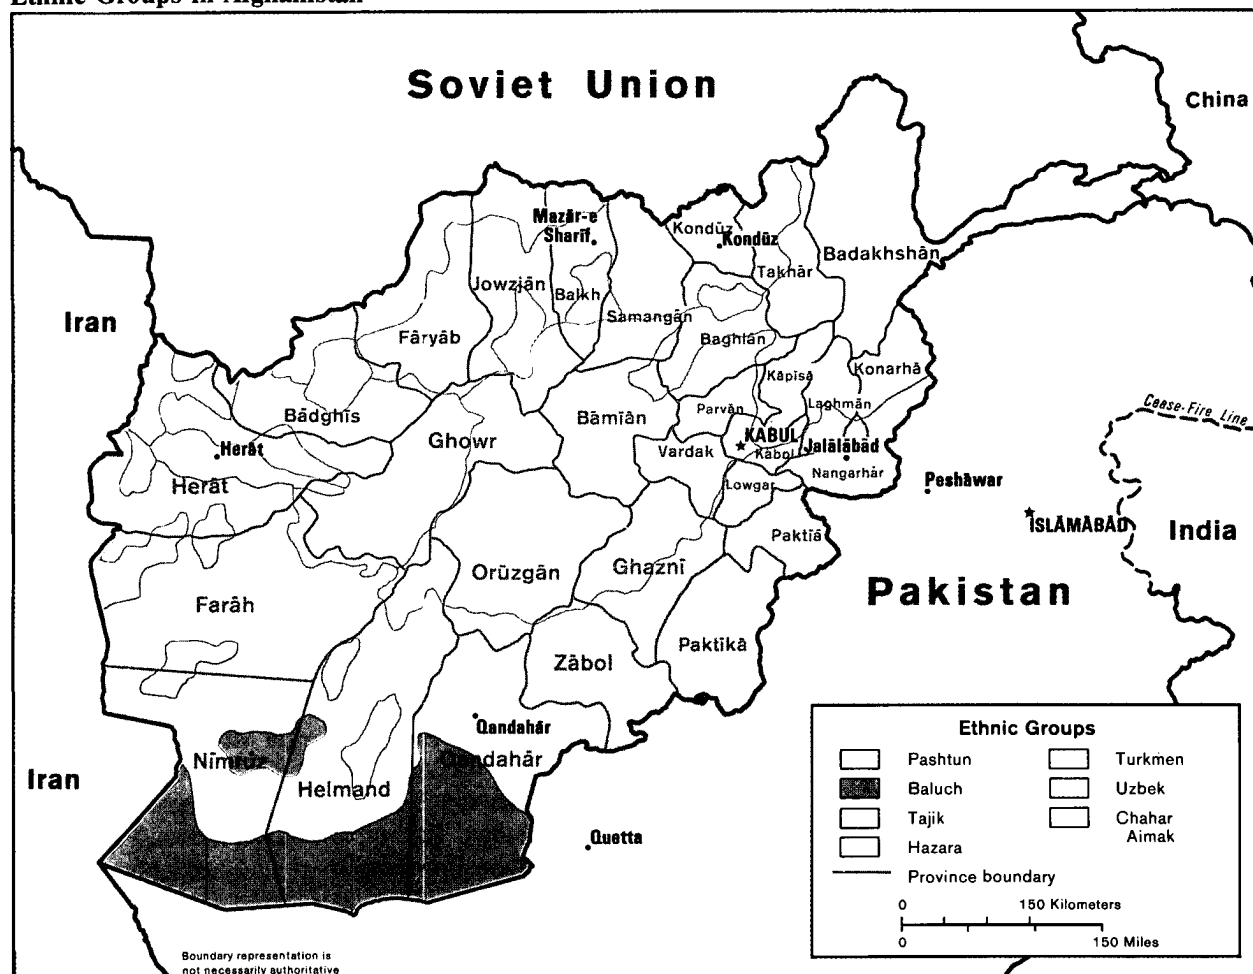 Ethnic Groups in Afghanistan
Soviet Union
China
Mazār-e
Sharīf
Kondūz
Kondūz
Badakhshān
Takhār
Jowzjān
Balkh
Samangān
Iran
Fāryāb
Baghlān
Kāpīsā
Konarhā
Bādghīs
Ghowr
Bāmīān
Parvān
Laghmān
Cease-Fire Line
KABUL
Kābol
Jalālābād
Herāt
Vardak
Nangarhār
Herāt
Lowgar
Peshāwar
ISLĀMĀBĀD
India
Paktīā
Orūzgān
Ghaznī
Farāh
Pakistan
Paktīkā
Zābol
Qandahār
Nīmrūz
Qandahār
Iran
Helmand
Quetta
Ethnic Groups
Pashtun
Turkmen
Baluch
Uzbek
Tajik
Chahar
Aimak
Hazara
Province boundary
0 150 Kilometers
0 150 Miles
Boundary representation is
not necessarily authoritative